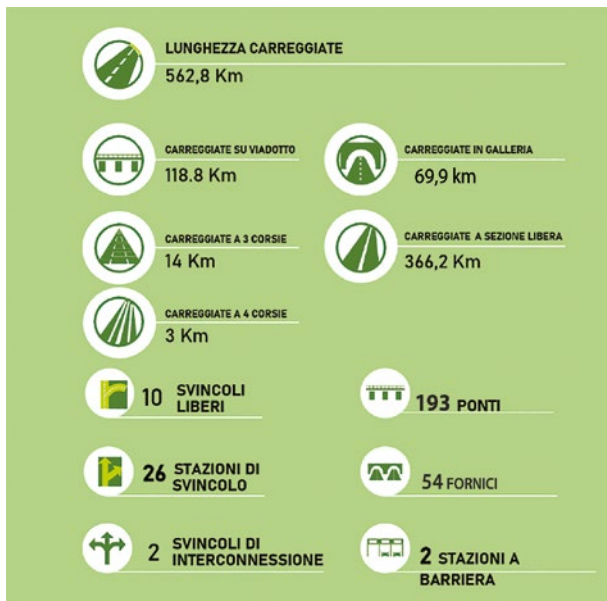 LUNGHEZZA CARREGGIATE
562,8 Km
CARREGGIATE SU VIADOTTO
118.8 Km
CARREGGIATE IN GALLERIA
69,9 km
CARREGGIATE A 3 CORSIE
14 Km
CARREGGIATE A SEZIONE LIBERA
366,2 Km
CARREGGIATE A 4 CORSIE
3 Km
10 SVINCOLI
LIBERI
193 PONTI
26 STAZIONI DI
SVINCOLO
54 FORNICI
2 SVINCOLI DI
INTERCONNESSIONE
2 STAZIONI A
BARRIERA